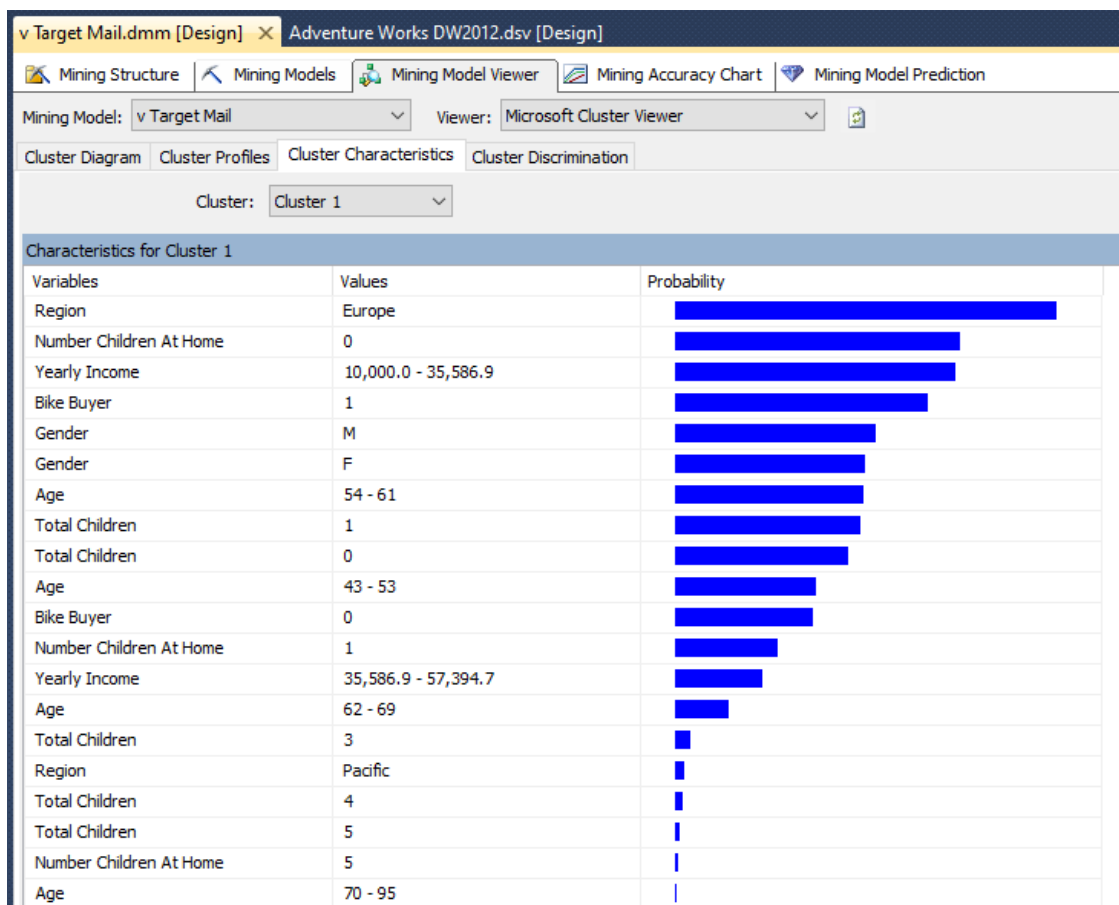 v Target Mail.dmm [Design] Adventure Works DW2012.dsv [Design]
Mining Structure Mining Models Mining Model Viewer Mining Accuracy Chart Mining Model Prediction
Mining Model: v Target Mail Viewer: Microsoft Cluster Viewer
Cluster Diagram Cluster Profiles Cluster Characteristics Cluster Discrimination
Cluster: Cluster 1
Characteristics for Cluster 1
Variables Values Probability
Region Europe
Number Children At Home 0
Yearly Income 10,000.0 - 35,586.9
Bike Buyer 1
Gender M
Gender F
Age 54 - 61
Total Children 1
Total Children 0
Age 43 - 53
Bike Buyer 0
Number Children At Home 1
Yearly Income 35,586.9 - 57,394.7
Age 62 - 69
Total Children 3
Region Pacific
Total Children 4
Total Children 5
Number Children At Home 5
Age 70 - 95